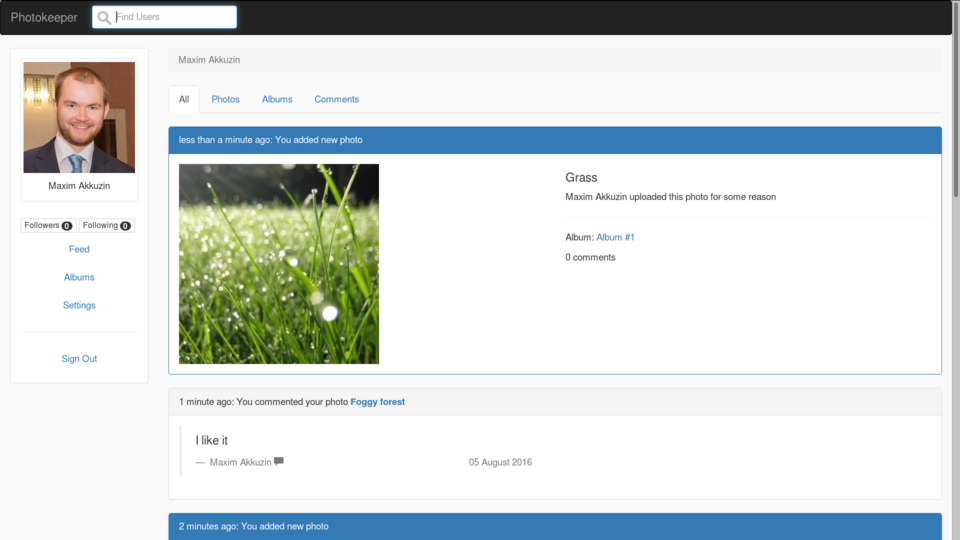 Photokeeper Find Users
Maxim Akkuzin
Followers 0 Following 0
Feed
Albums
Settings
Sign Out
Maxim Akkuzin
All Photos Albums Comments
less than a minute ago: You added new photo
Grass
Maxim Akkuzin uploaded this photo for some reason
Album: Album #1
0 comments
1 minute ago: You commented your photo Foggy forest
I like it
— Maxim Akkuzin 05 August 2016
2 minutes ago: You added new photo